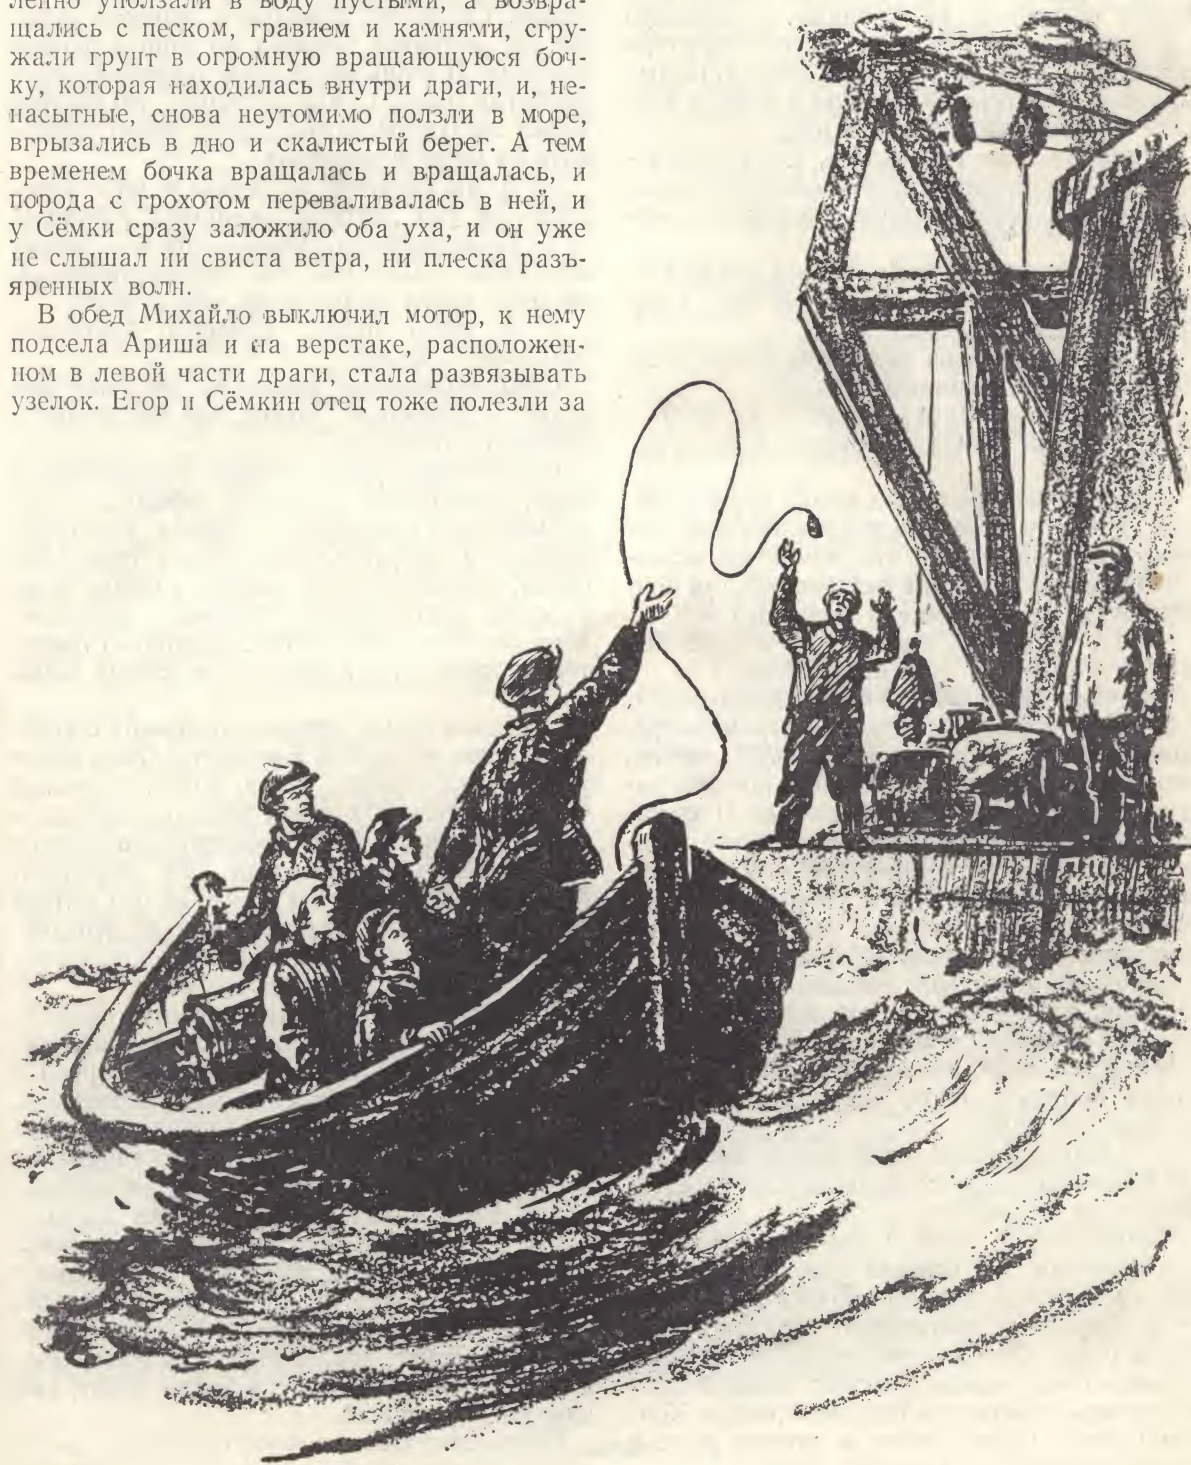 ленно уползали в воду пустыми, а возвра-
щались с песком, гравием и камнями, сгру-
жали грунт в огромную вращающуюся боч-
ку, которая находилась внутри драги, и, не-
насытные, снова неутомимо ползли в море,
вгрызались в дно и скалистый берег. А тем
временем бочка вращалась и вращалась, и
порода с грохотом переваливалась в ней, и
у Сёмки сразу заложило оба уха, и он уже
не слышал ни свиста ветра, ни плеска разъ-
яренных волн.
В обед Михайло выключил мотор, к нему
подсела Ариша и на верстаке, расположен-
ном в левой части драги, стала развязывать
узелок. Егор и Сёмкин отец тоже полезли за